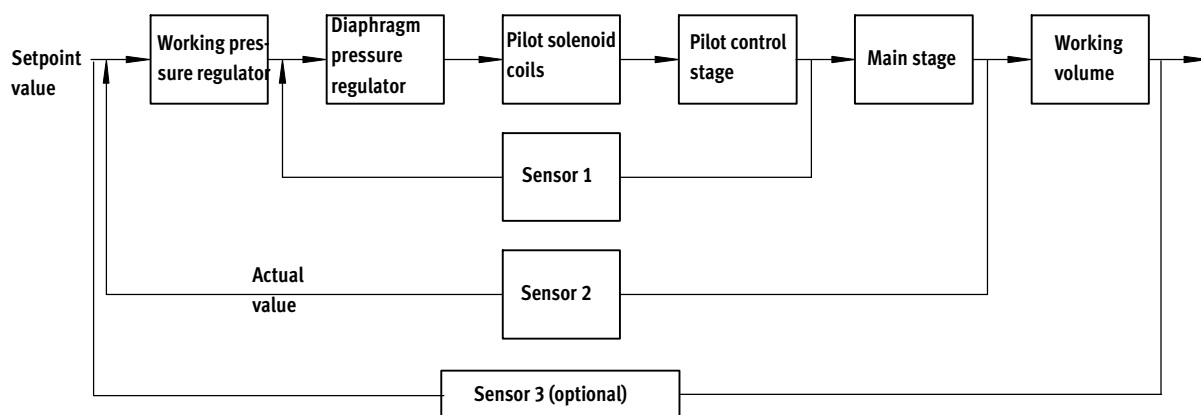 Setpoint
value
Working pres-
sure regulator
Diaphragm
pressure
regulator
Pilot solenoid
coils
Pilot control
stage
Main stage
Working
volume
Sensor 1
Actual
value
Sensor 2
Sensor 3 (optional)